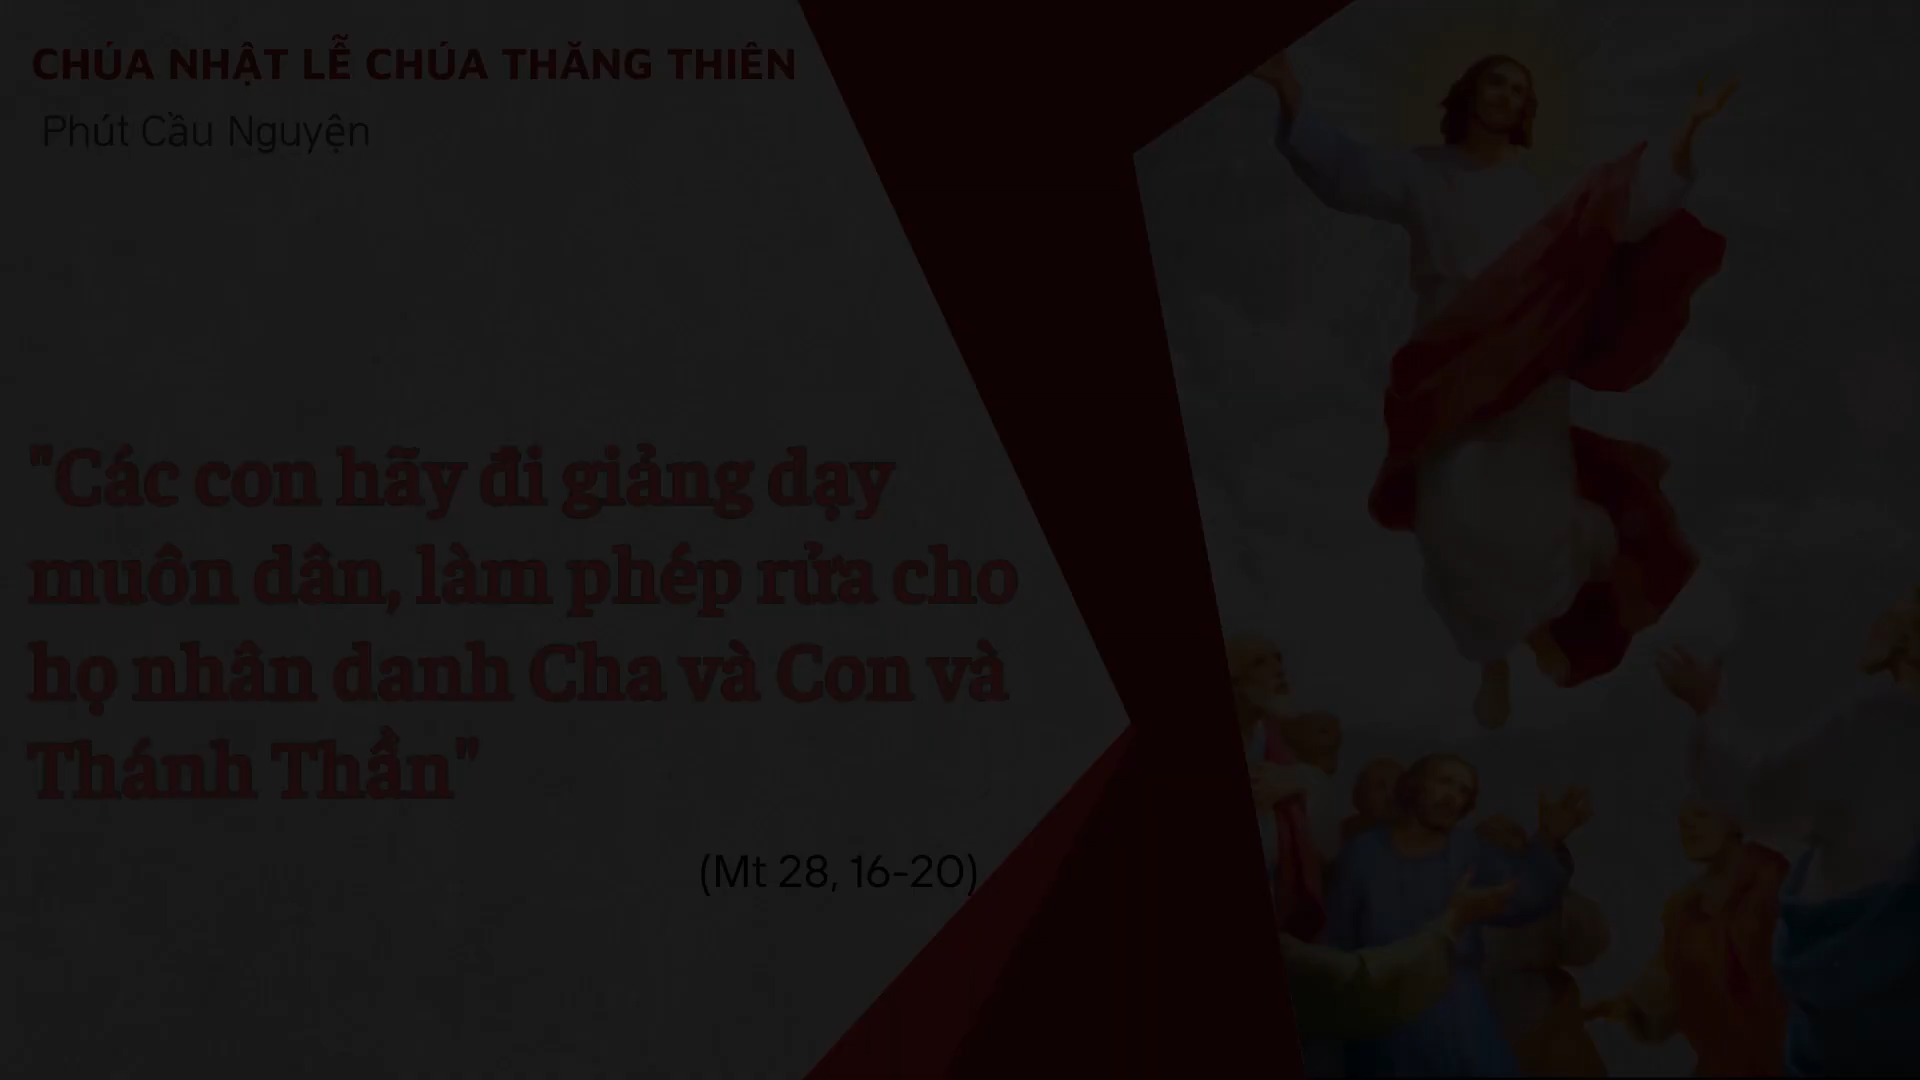 CHÚA NHẬT LỄ CHÚA THĂNG THIÊN
Phút Cầu Nguyện
"Các con hãy đi giảng dạy
muôn dân, làm phép rửa cho
họ nhân danh Cha và Con và
Thánh Thần"
(Mt 28, 16-20)